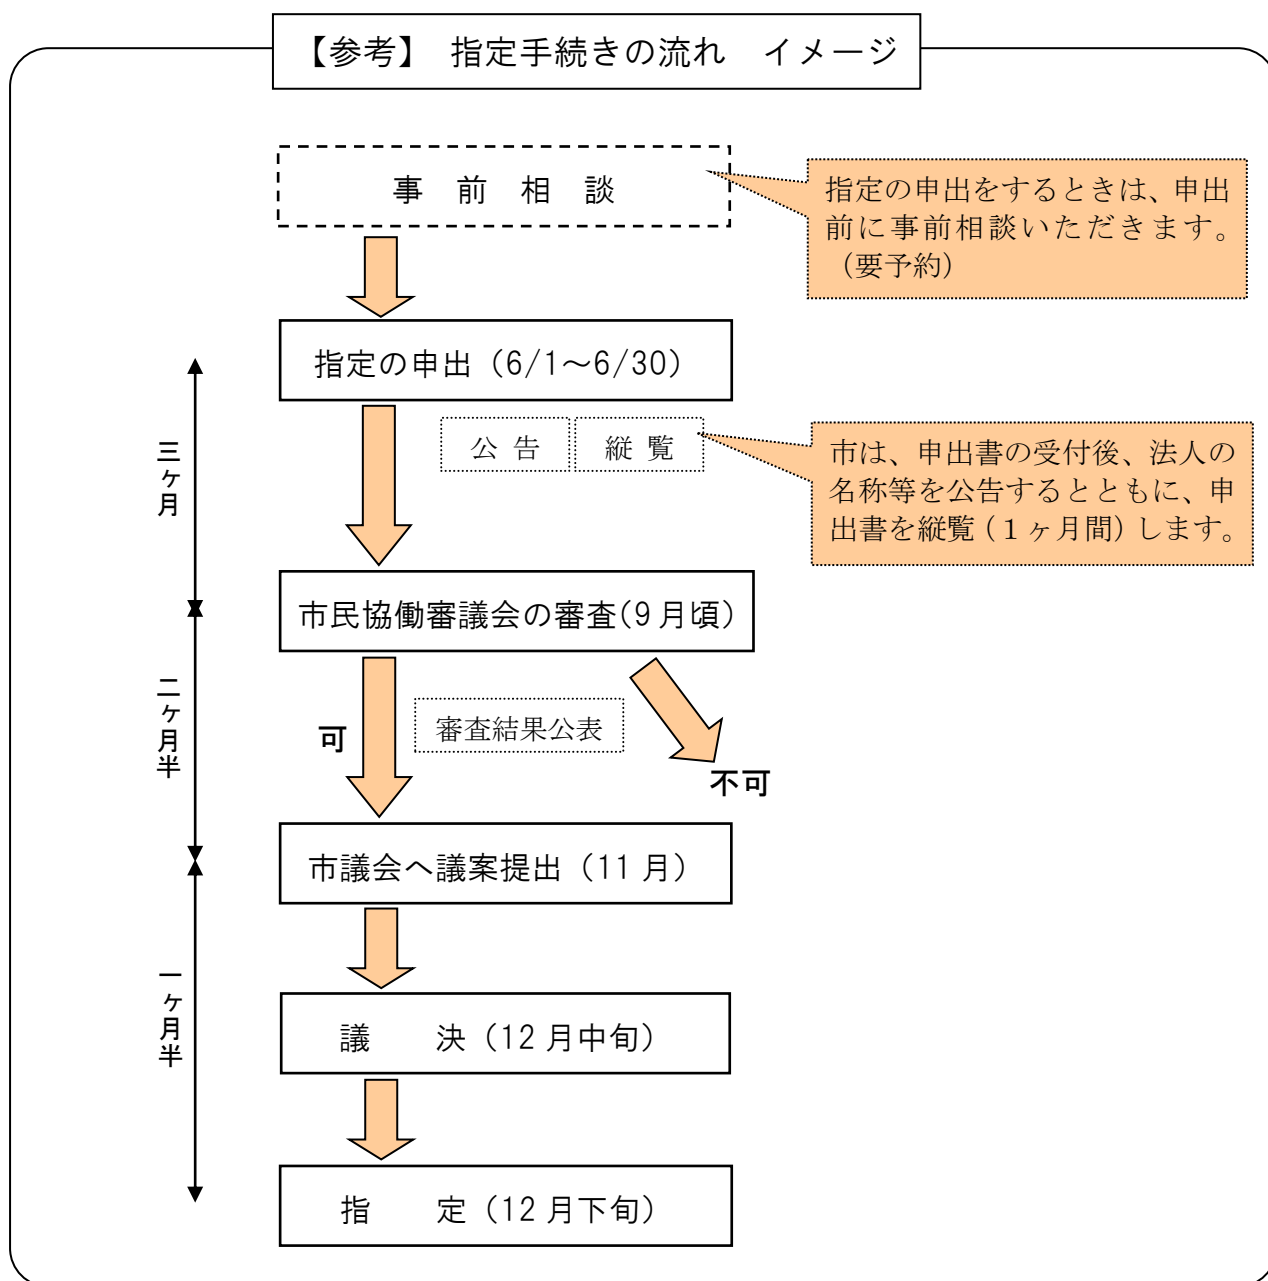 【参考】 指定手続きの流れ　イメージ
事 前 相 談
指定の申出をするときは、申出
前に事前相談いただきます。
（要予約）
指定の申出（6/1～6/30）
公 告
縦 覧
市は、申出書の受付後、法人の
名称等を公告するとともに、申
出書を縦覧（１ヶ月間）します。
三ヶ月
市民協働審議会の審査(9月頃)
二ヶ月半
可
審査結果公表
不可
市議会へ議案提出（11月）
一ヶ月半
議　　決（12月中旬）
指　　定（12月下旬）